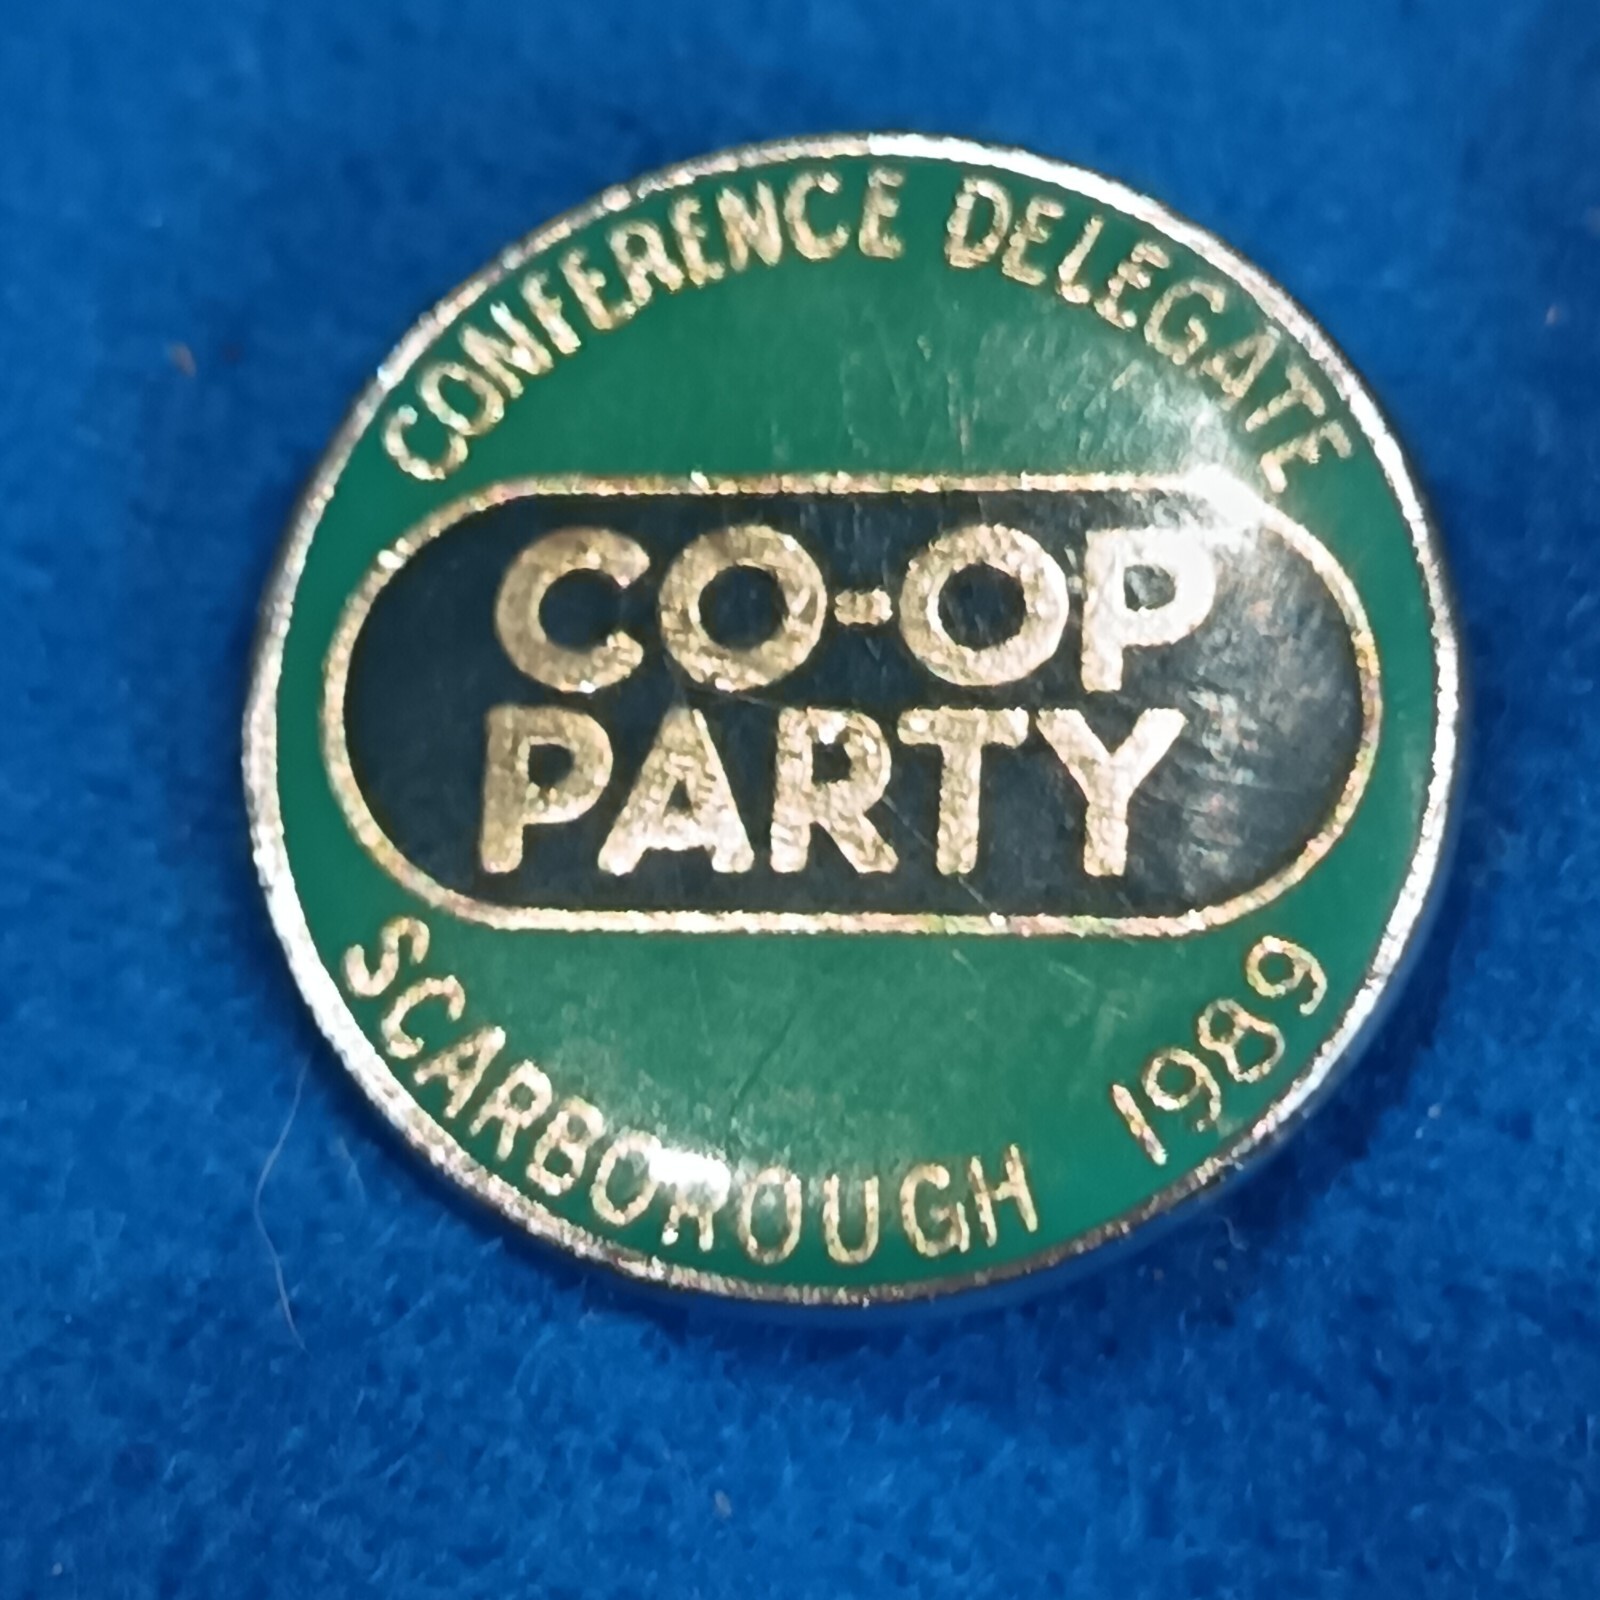 CONFERENCE DELEGATE
CO-OP
PARTY
SCARBOROUGH 1989